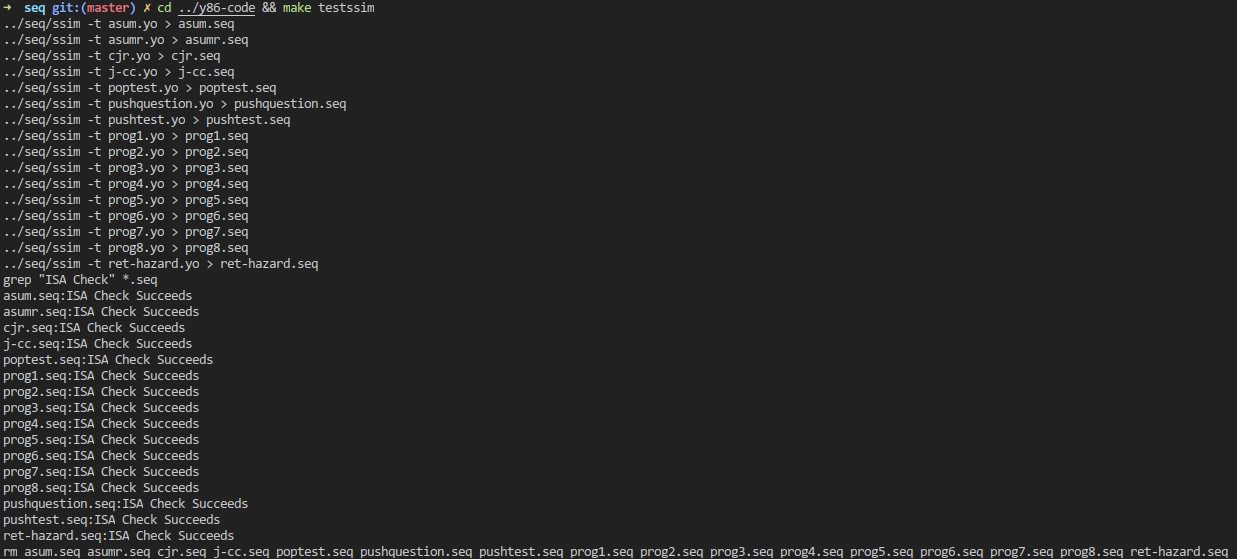 → seq git:(master) ✗ cd ../y86-code && make testssim
../seq/ssim -t asum.yo > asum.seq
../seq/ssim -t asumr.yo > asumr.seq
../seq/ssim -t cjr.yo > cjr.seq
../seq/ssim -t j-cc.yo > j-cc.seq
../seq/ssim -t poptest.yo > poptest.seq
../seq/ssim -t pushquestion.yo > pushquestion.seq
../seq/ssim -t pushtest.yo > pushtest.seq
../seq/ssim -t prog1.yo > prog1.seq
../seq/ssim -t prog2.yo > prog2.seq
../seq/ssim -t prog3.yo > prog3.seq
../seq/ssim -t prog4.yo > prog4.seq
../seq/ssim -t prog5.yo > prog5.seq
../seq/ssim -t prog6.yo > prog6.seq
../seq/ssim -t prog7.yo > prog7.seq
../seq/ssim -t prog8.yo > prog8.seq
../seq/ssim -t ret-hazard.yo > ret-hazard.seq
grep "ISA Check" *.seq
asum.seq:ISA Check Succeeds
asumr.seq:ISA Check Succeeds
cjr.seq:ISA Check Succeeds
j-cc.seq:ISA Check Succeeds
poptest.seq:ISA Check Succeeds
prog1.seq:ISA Check Succeeds
prog2.seq:ISA Check Succeeds
prog3.seq:ISA Check Succeeds
prog4.seq:ISA Check Succeeds
prog5.seq:ISA Check Succeeds
prog6.seq:ISA Check Succeeds
prog7.seq:ISA Check Succeeds
prog8.seq:ISA Check Succeeds
pushquestion.seq:ISA Check Succeeds
pushtest.seq:ISA Check Succeeds
ret-hazard.seq:ISA Check Succeeds
rm asum.seq asumr.seq cjr.seq j-cc.seq poptest.seq pushquestion.seq pushtest.seq prog1.seq prog2.seq prog3.seq prog4.seq prog5.seq prog6.seq prog7.seq prog8.seq ret-hazard.seq